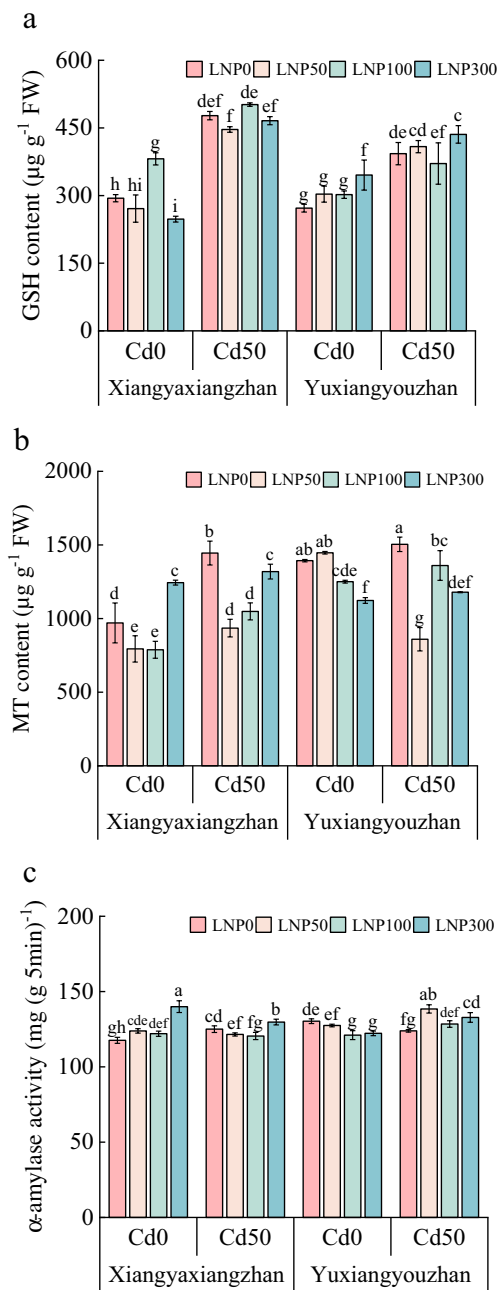 a
GSH content (µg g⁻¹ FW)
600
450
300
150
0
LNP0 LNP50 LNP100 LNP300
h hi g i def f de ef g g g f de cd ef c
Cd0 Cd50 Cd0 Cd50
Xiangyaxiangzhan Yuxiangyouzhan
b
MT content (µg g⁻¹ FW)
2000
1500
1000
500
0
LNP0 LNP50 LNP100 LNP300
d e e c b d d c ab ab cde f a g bc def
Cd0 Cd50 Cd0 Cd50
Xiangyaxiangzhan Yuxiangyouzhan
c
α-amylase activity (mg (g 5min)⁻¹)
200
150
100
50
0
LNP0 LNP50 LNP100 LNP300
gh cde def a cd ef fg b de ef g g fg ab def cd
Cd0 Cd50 Cd0 Cd50
Xiangyaxiangzhan Yuxiangyouzhan